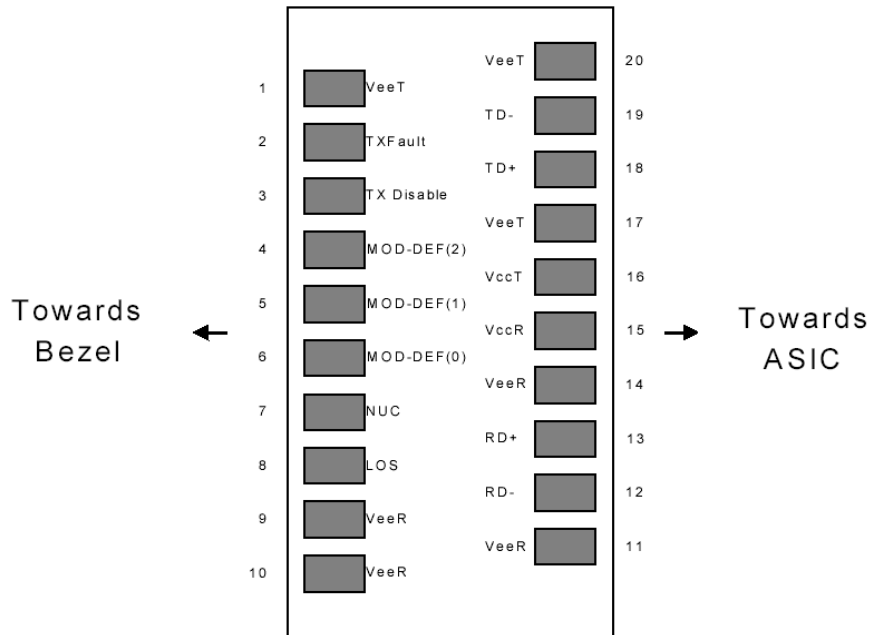 VeeT 20
1 VeeT
TD- 19
2 TXFault
TD+ 18
3 TX Disable
VeeT 17
4 MOD-DEF(2)
VccT 16
5 MOD-DEF(1)
Towards
Bezel
VccR 15
Towards
ASIC
6 MOD-DEF(0)
VeeR 14
7 NUC
RD+ 13
8 LOS
RD- 12
9 VeeR
VeeR 11
10 VeeR